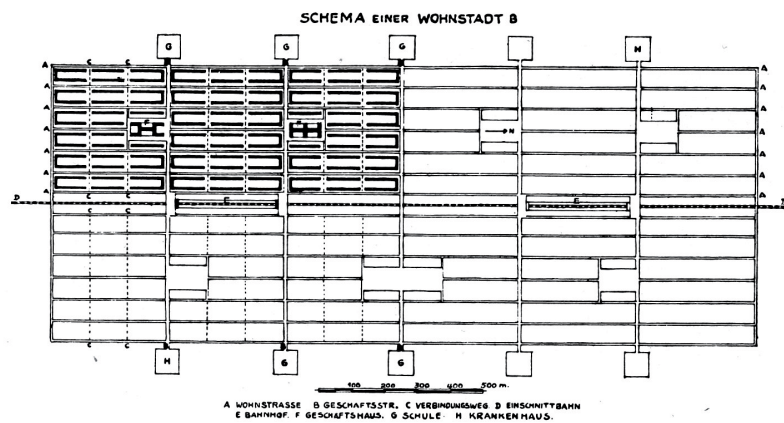 SCHEMA EINER WOHNSTADT B
G G G H
A C C A
A A
A A
A F F N A
A A
A A
A C C A
D E E
C C
C C
H G G
100 200 300 400 500 m.
A WOHNSTRASSE B GESCHÄFTSSTR. C VERBINDUNGSWEG D EINSCHNITTBAHN
E BAHNHOF. F GESCHÄFTSHAUS. G SCHULE H KRANKENHAUS.